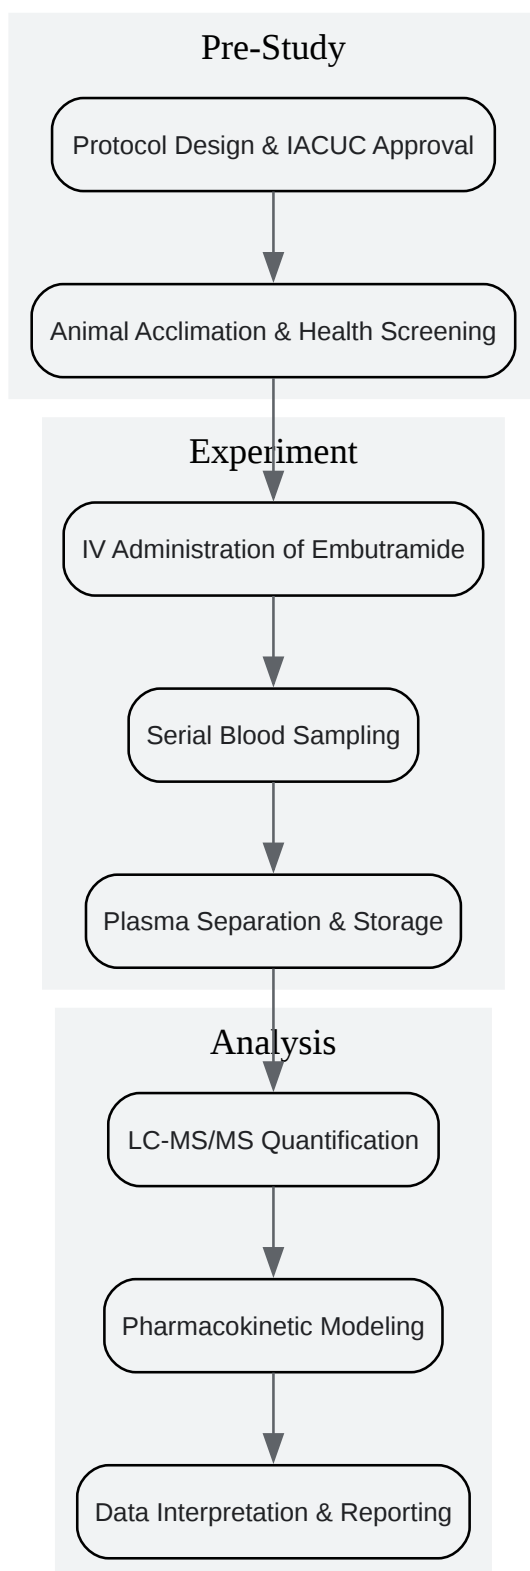 Pre-Study
Protocol Design & IACUC Approval
Animal Acclimation & Health Screening
Experiment
IV Administration of Embutramide
Serial Blood Sampling
Plasma Separation & Storage
Analysis
LC-MS/MS Quantification
Pharmacokinetic Modeling
Data Interpretation & Reporting